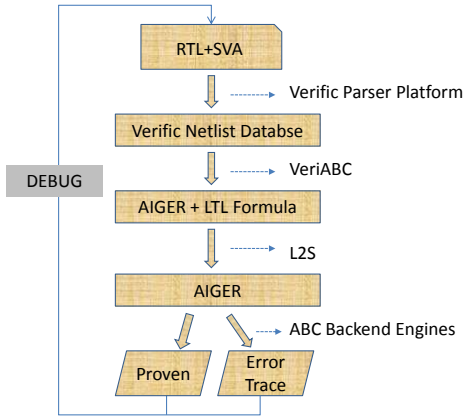 RTL+SVA
Verific Parser Platform
Verific Netlist Databse
VeriABC
DEBUG
AIGER + LTL Formula
L2S
AIGER
ABC Backend Engines
Proven
Error
Trace